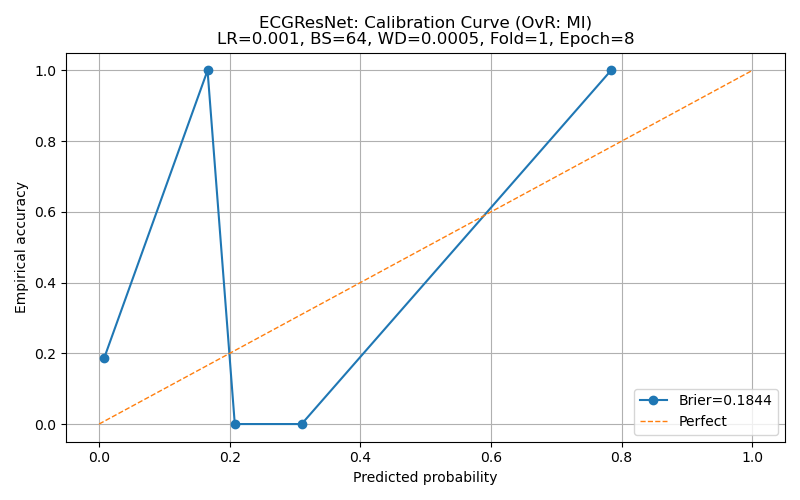 ECGResNet: Calibration Curve (OvR: MI)
LR=0.001, BS=64, WD=0.0005, Fold=1, Epoch=8
1.0
0.8
0.6
0.4
0.2
0.0
Empirical accuracy
Brier=0.1844
Perfect
0.0 0.2 0.4 0.6 0.8 1.0
Predicted probability